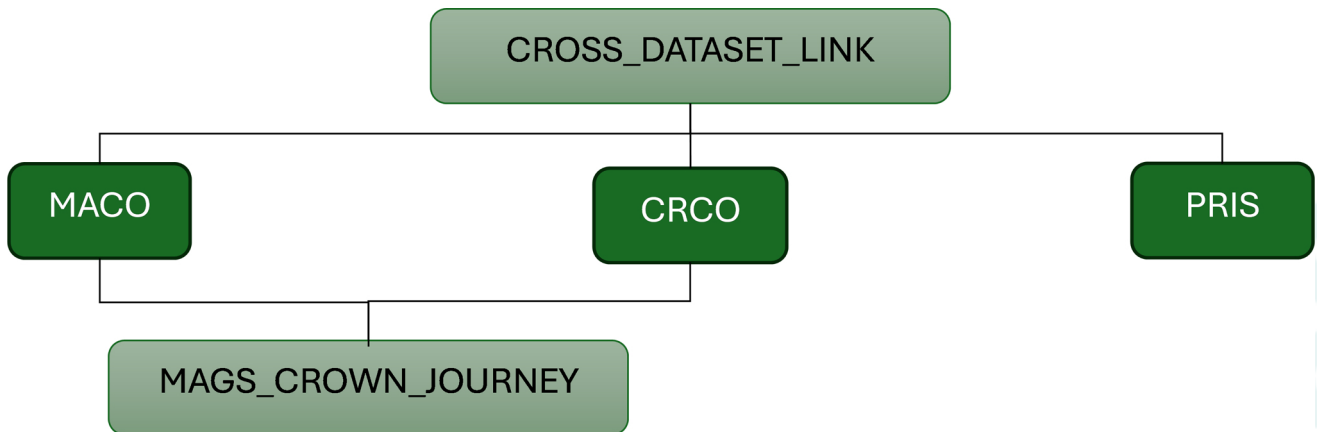 CROSS_DATASET_LINK
MACO
CRCO
PRIS
MAGS_CROWN_JOURNEY